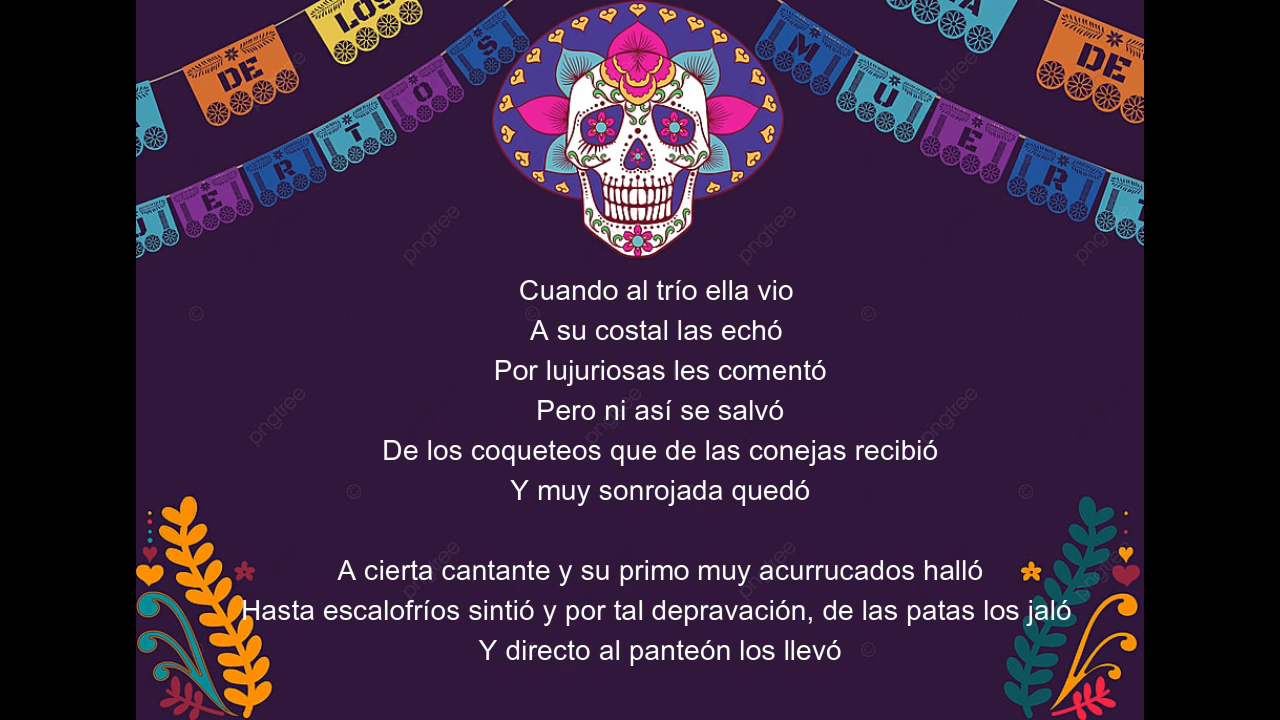 DE LOS
MUERTOS
A DE
MUERT
Cuando al trío ella vio
A su costal las echó
Por lujuriosas les comentó
Pero ni así se salvó
De los coqueteos que de las conejas recibió
Y muy sonrojada quedó
A cierta cantante y su primo muy acurrucados halló
Hasta escalofríos sintió y por tal depravación, de las patas los jaló
Y directo al panteón los llevó
pngtree